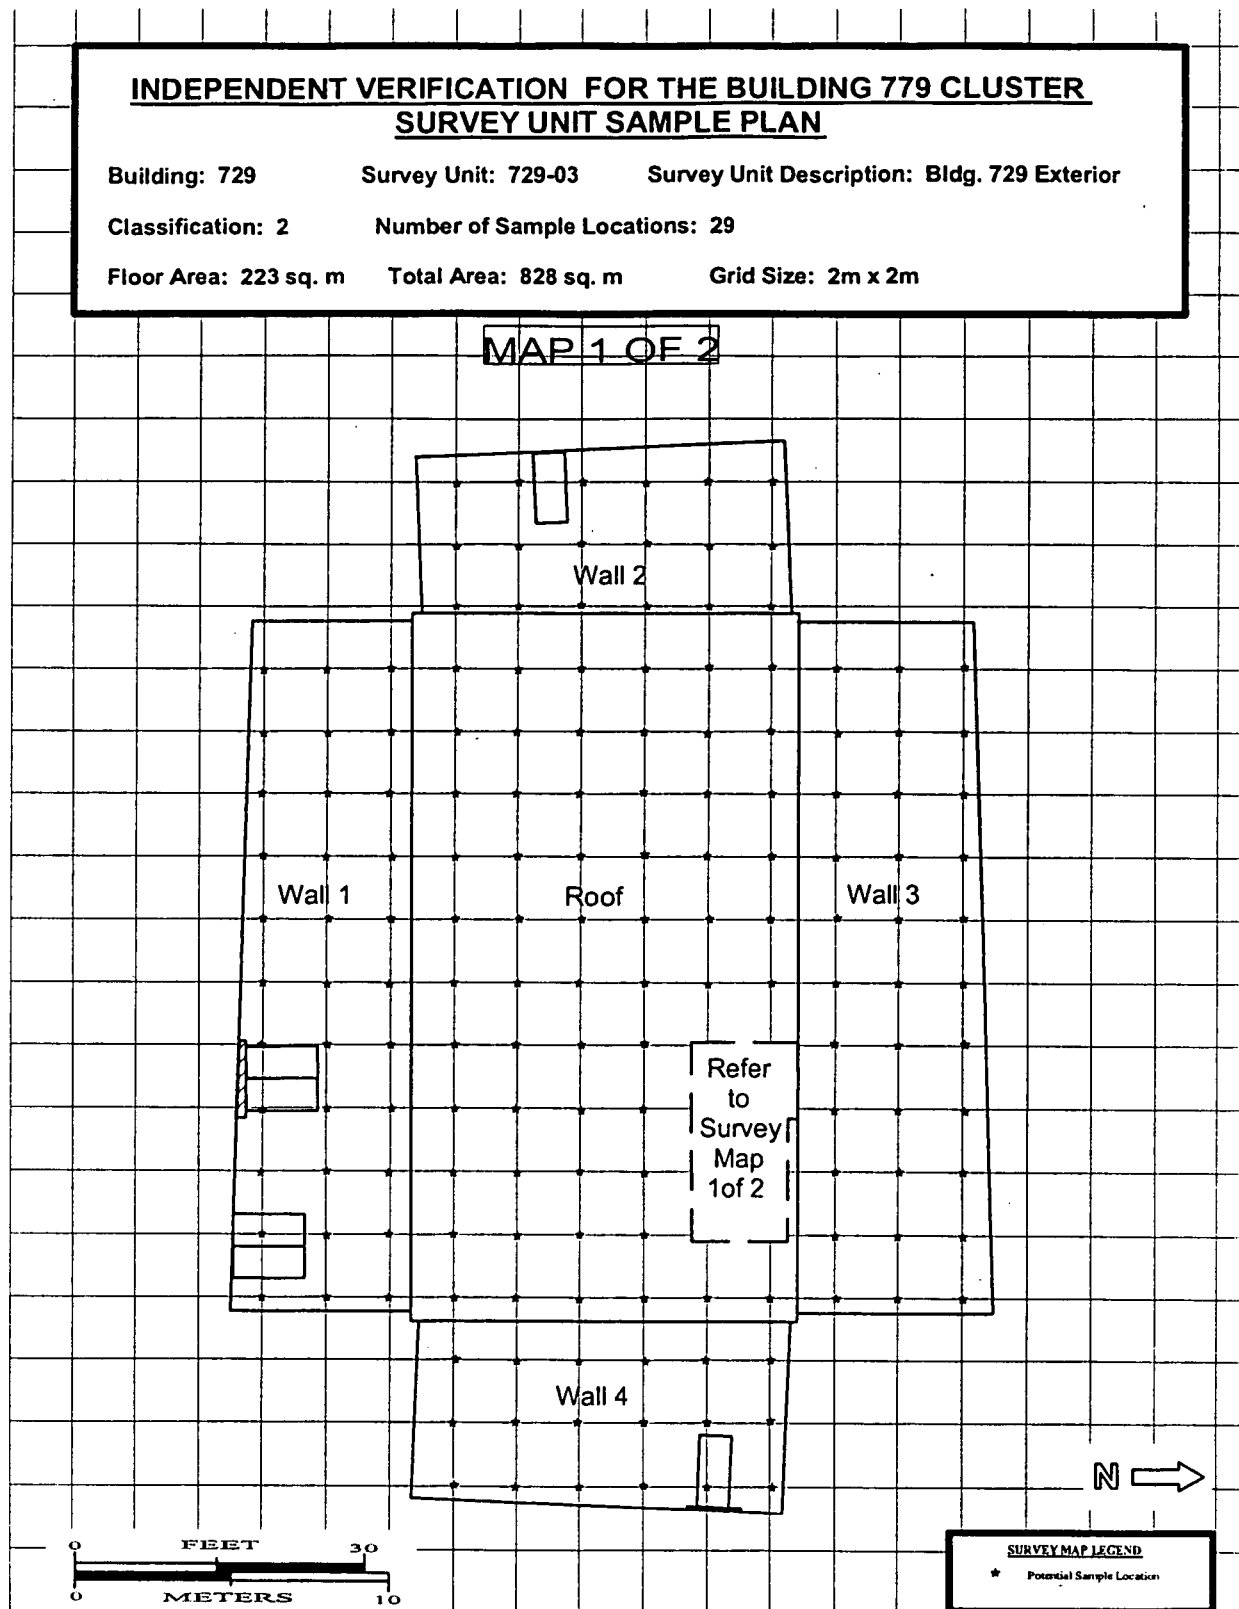 INDEPENDENT VERIFICATION FOR THE BUILDING 779 CLUSTER
SURVEY UNIT SAMPLE PLAN
Building: 729 Survey Unit: 729-03 Survey Unit Description: Bldg. 729 Exterior
Classification: 2 Number of Sample Locations: 29
Floor Area: 223 sq. m Total Area: 828 sq. m Grid Size: 2m x 2m
MAP 1 OF 2
Wall 2
Wall 1 Roof Wall 3
Refer
to
Survey
Map
1of 2
Wall 4
N
0 FEET 30
0 METERS 10
SURVEY MAP LEGEND
★ Potential Sample Location